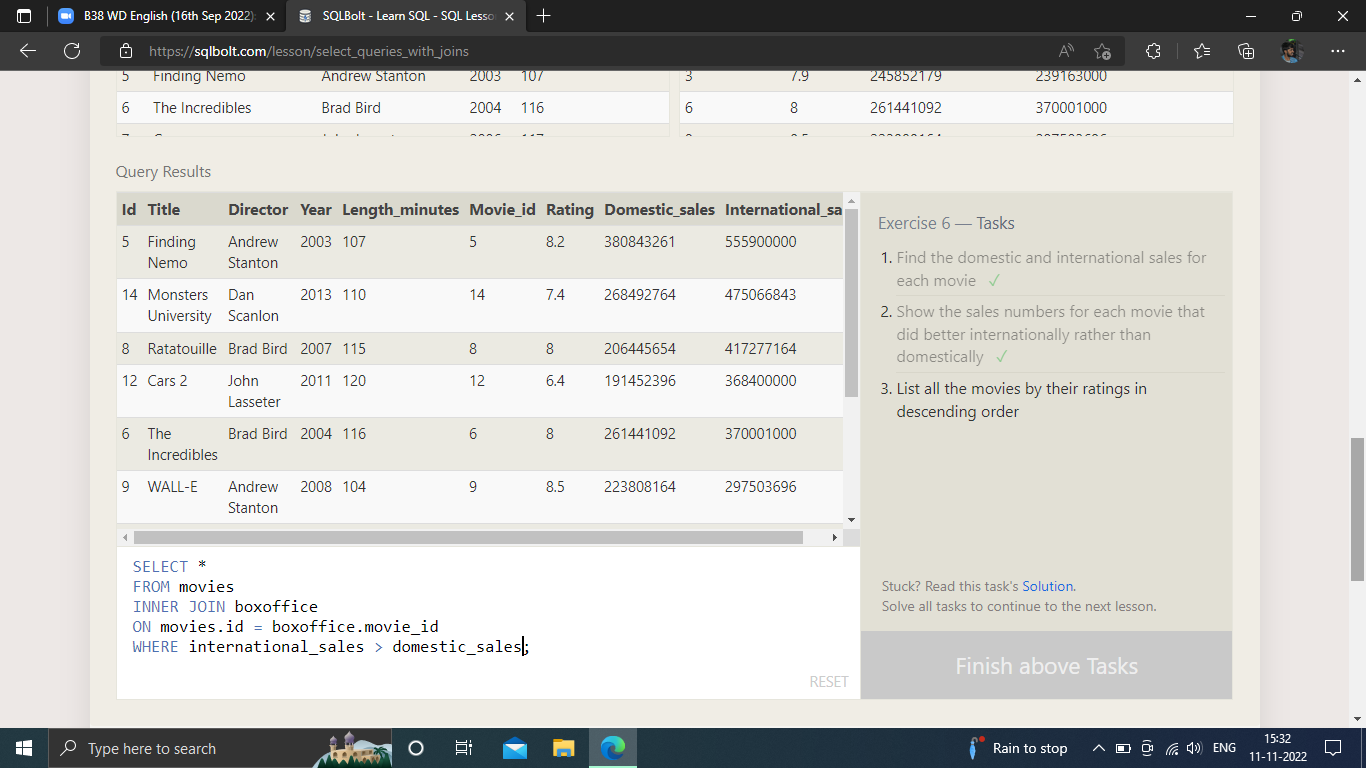 B38 WD English (16th Sep 2022):
SQLBolt - Learn SQL - SQL Lesso
https://sqlbolt.com/lesson/select_queries_with_joins
5 Finding Nemo Andrew Stanton 2003 107 3 7.9 245852179 239163000
6 The Incredibles Brad Bird 2004 116 6 8 261441092 370001000
Query Results
Id Title Director Year Length_minutes Movie_id Rating Domestic_sales International_sa
5 Finding Andrew 2003 107 5 8.2 380843261 555900000
Nemo Stanton
14 Monsters Dan 2013 110 14 7.4 268492764 475066843
University Scanlon
8 Ratatouille Brad Bird 2007 115 8 8 206445654 417277164
12 Cars 2 John 2011 120 12 6.4 191452396 368400000
Lasseter
6 The Brad Bird 2004 116 6 8 261441092 370001000
Incredibles
9 WALL-E Andrew 2008 104 9 8.5 223808164 297503696
Stanton
SELECT *
FROM movies
INNER JOIN boxoffice
ON movies.id = boxoffice.movie_id
WHERE international_sales > domestic_sales;
RESET
Exercise 6 — Tasks
1. Find the domestic and international sales for
each movie ✓
2. Show the sales numbers for each movie that
did better internationally rather than
domestically ✓
3. List all the movies by their ratings in
descending order
Stuck? Read this task's Solution.
Solve all tasks to continue to the next lesson.
Finish above Tasks
Type here to search
Rain to stop
ENG
15:32
11-11-2022